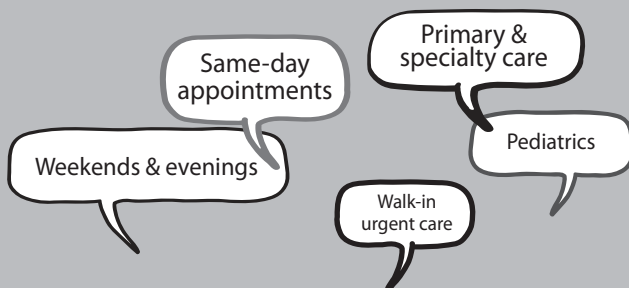 Same-day
appointments
Primary &
specialty care
Weekends & evenings
Pediatrics
Walk-in
urgent care